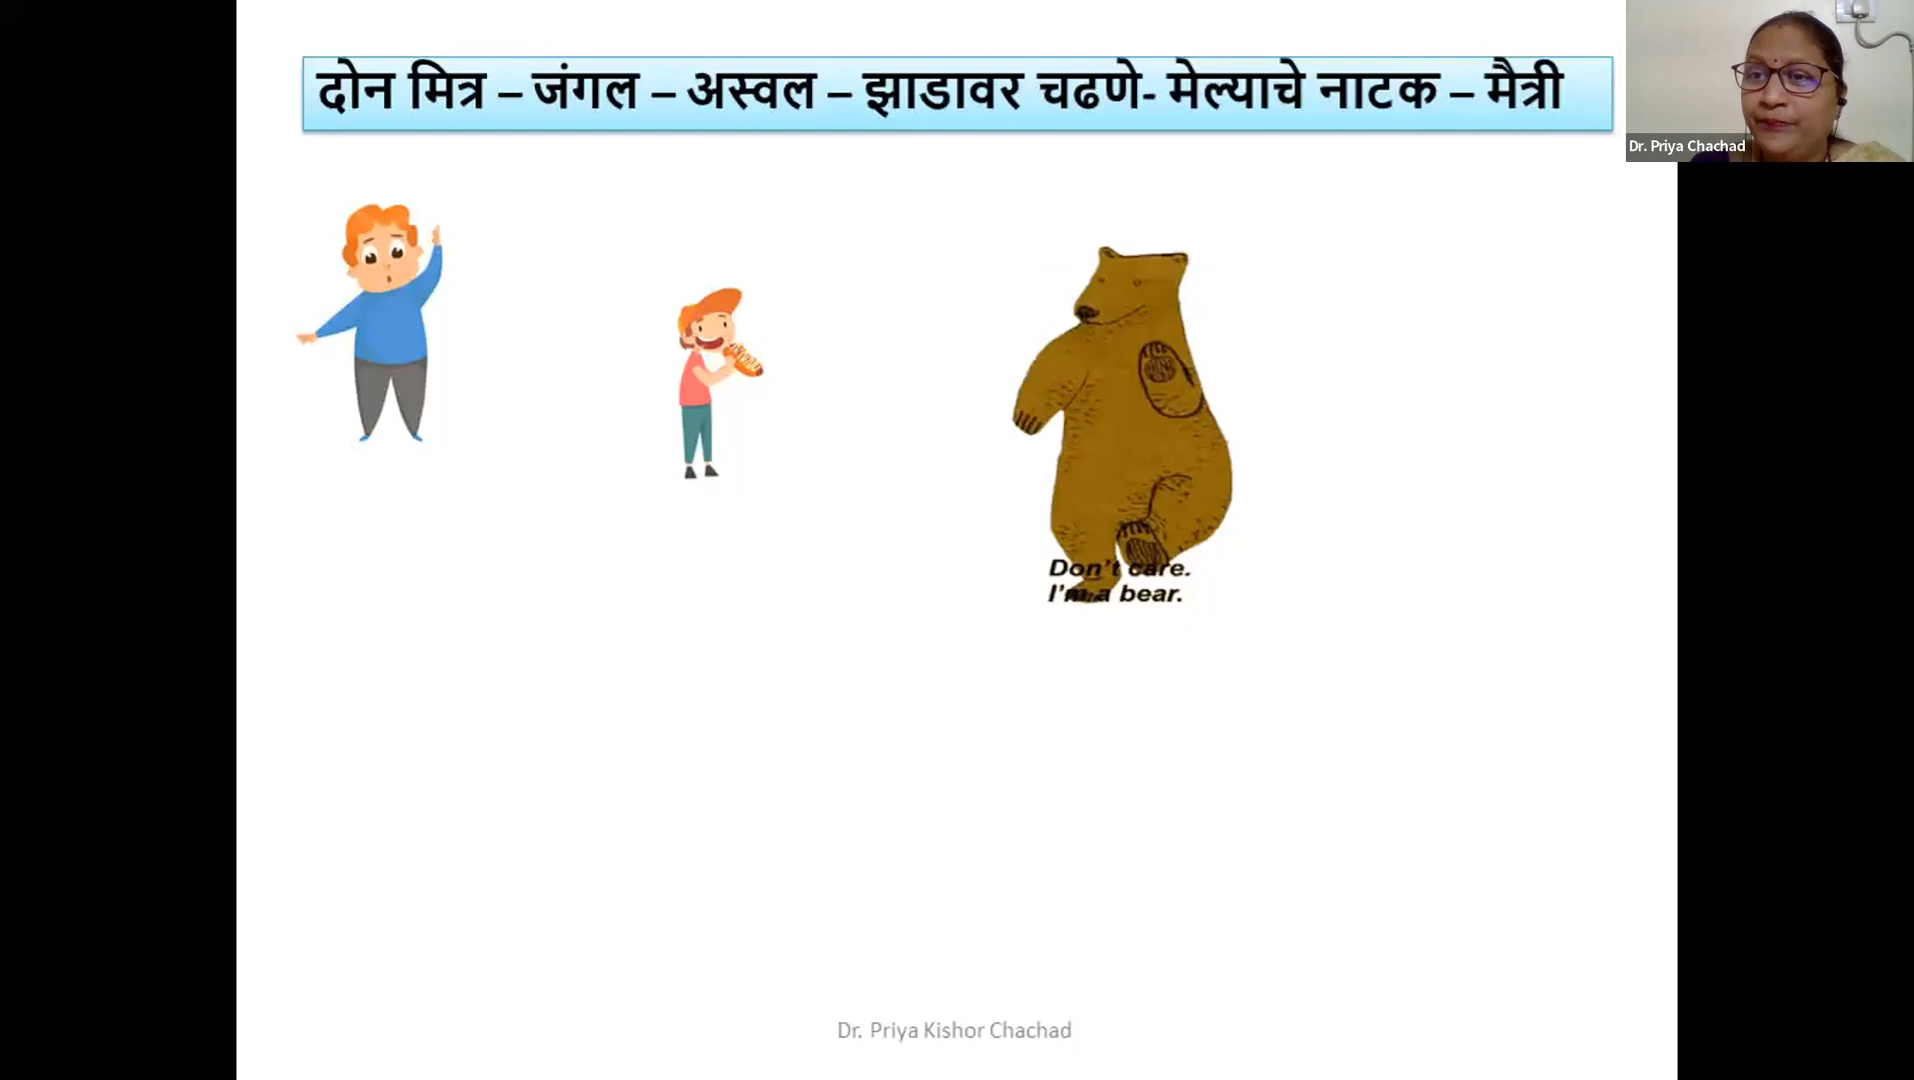 दोन मित्र – जंगल – अस्वल – झाडावर चढणे- मेल्याचे नाटक – मैत्री
Dr. Priya Chachad
Don't care.
I'm a bear.
Dr. Priya Kishor Chachad